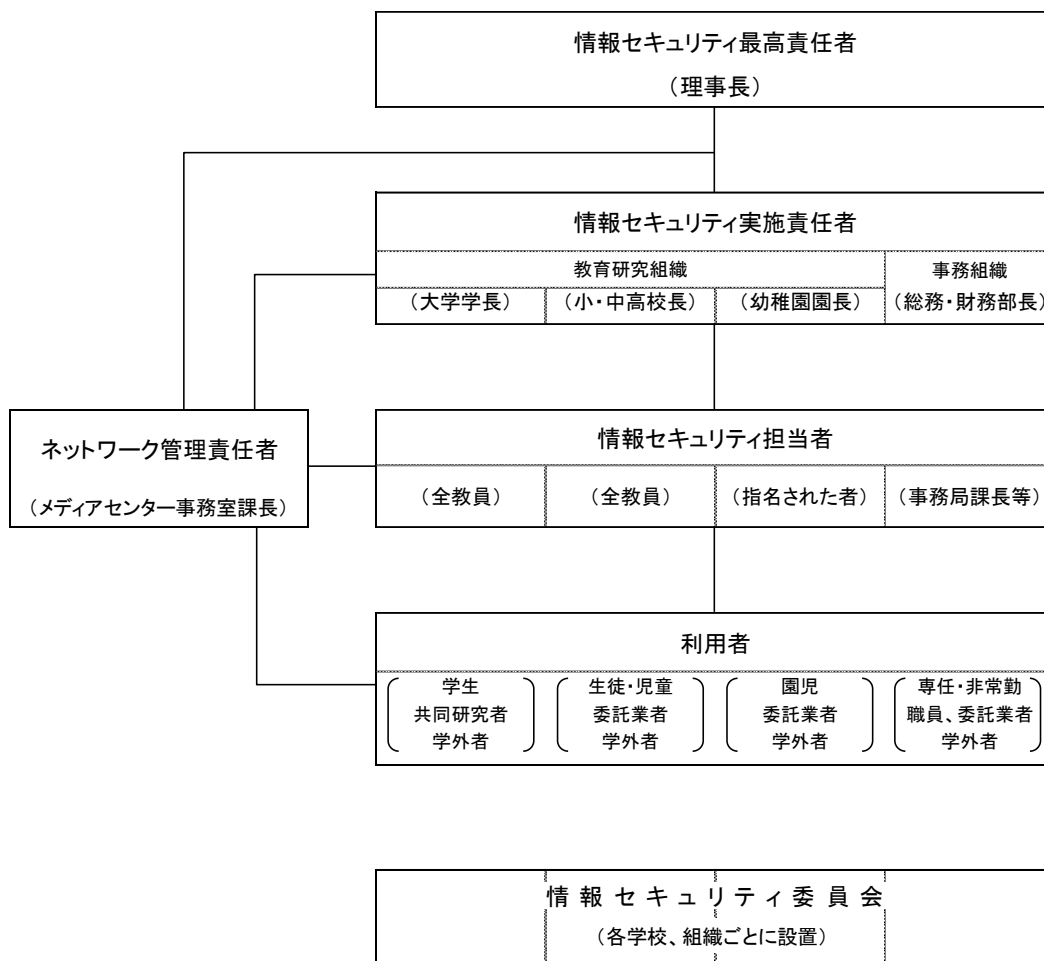 情報セキュリティ最高責任者
（理事長）
情報セキュリティ実施責任者
教育研究組織
事務組織
（大学学長）
（小・中高校長）
（幼稚園園長）
（総務・財務部長）
ネットワーク管理責任者
（メディアセンター事務室課長）
情報セキュリティ担当者
（全教員）
（全教員）
（指名された者）
（事務局課長等）
利用者
学生
共同研究者
学外者
生徒・児童
委託業者
学外者
園児
委託業者
学外者
専任・非常勤
職員、委託業者
学外者
情報セキュリティ委員会
（各学校、組織ごとに設置）